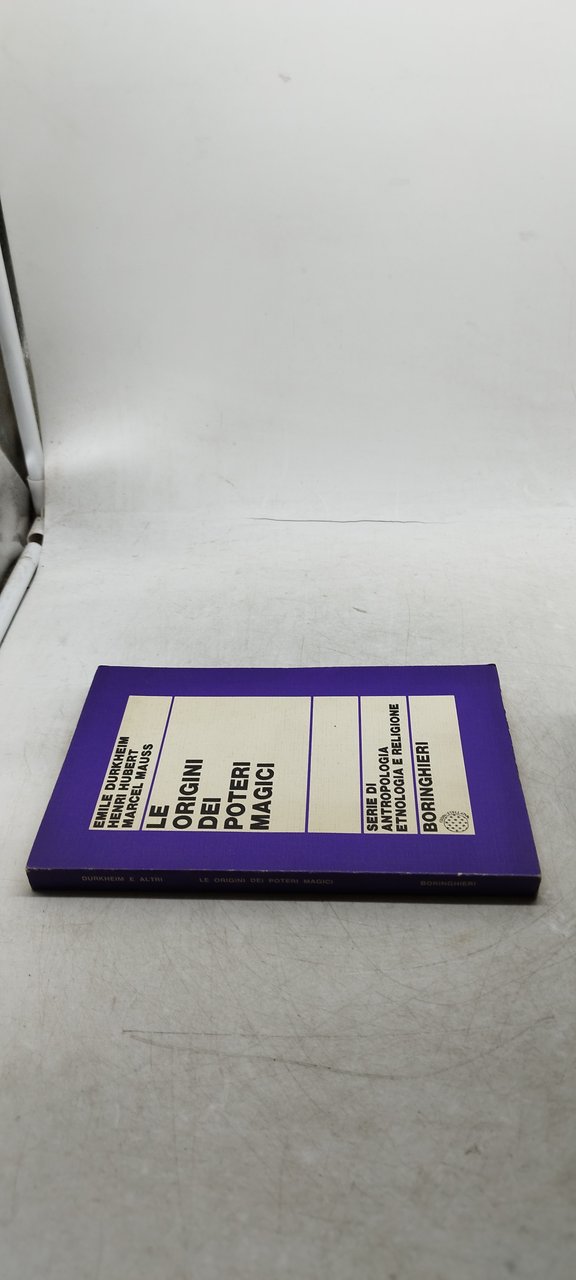 EMILE DURKHEIM
HENRI HUBERT
MARCEL MAUSS
LE
ORIGINI
DEI
POTERI
MAGICI
SERIE DI
ANTROPOLOGIA
ETNOLOGIA E RELIGIONE
BORINGHIERI
DURKHEIM E ALTRI LE ORIGINI DEI POTERI MAGICI BORINGHIERI